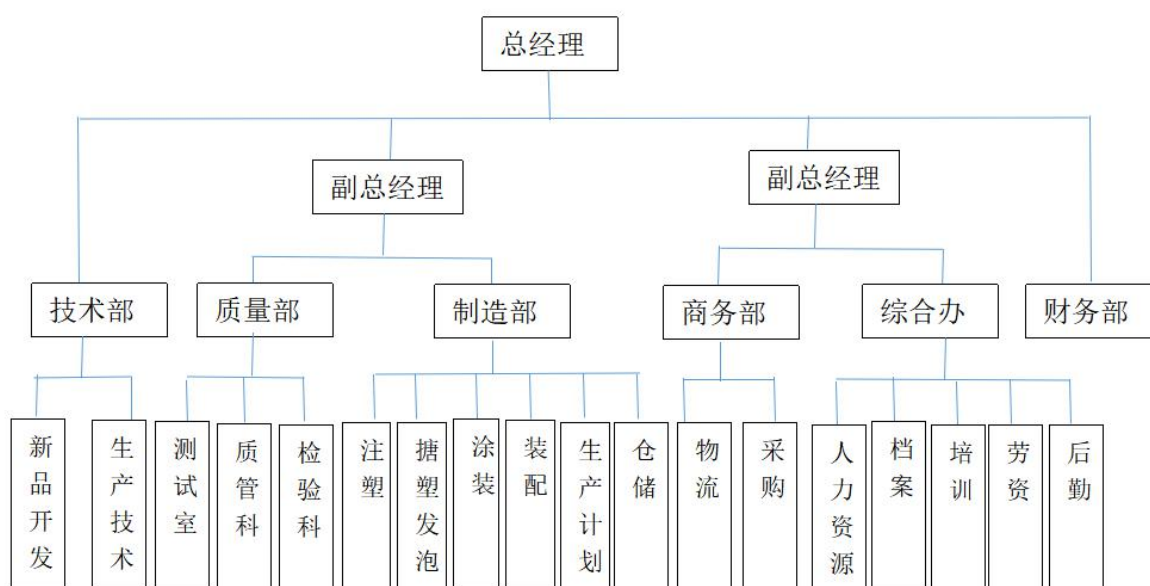 总经理
副总经理
副总经理
技术部
质量部
制造部
商务部
综合办
财务部
新品开发
生产技术
测试室
质管科
检验科
注塑
搪塑发泡
涂装
装配
生产计划
仓储
物流
采购
人力资源
档案
培训
劳资
后勤